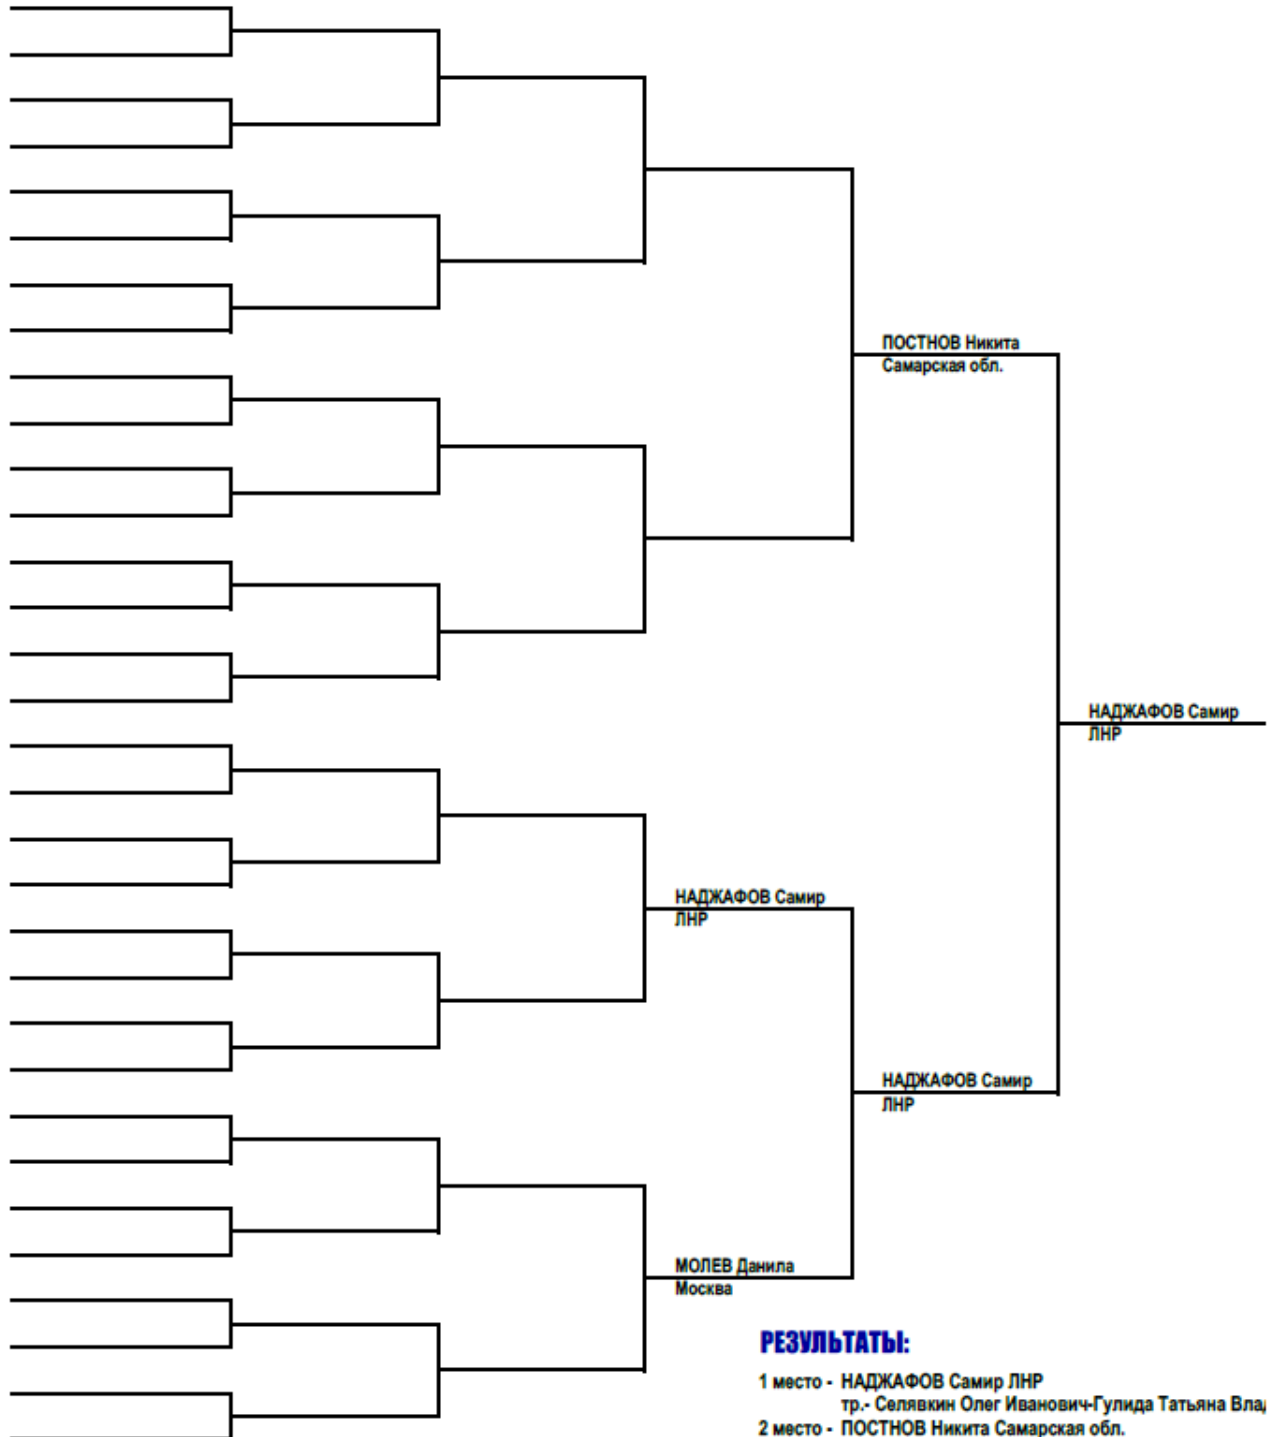 ПОСТНОВ Никита
Самарская обл.
НАДЖАФОВ Самир
ЛНР
НАДЖАФОВ Самир
ЛНР
НАДЖАФОВ Самир
ЛНР
МОЛЕВ Данила
Москва
РЕЗУЛЬТАТЫ:
1 место - НАДЖАФОВ Самир ЛНР
тр.- Селявкин Олег Иванович-Гулида Татьяна
2 место - ПОСТНОВ Никита Самарская обл.